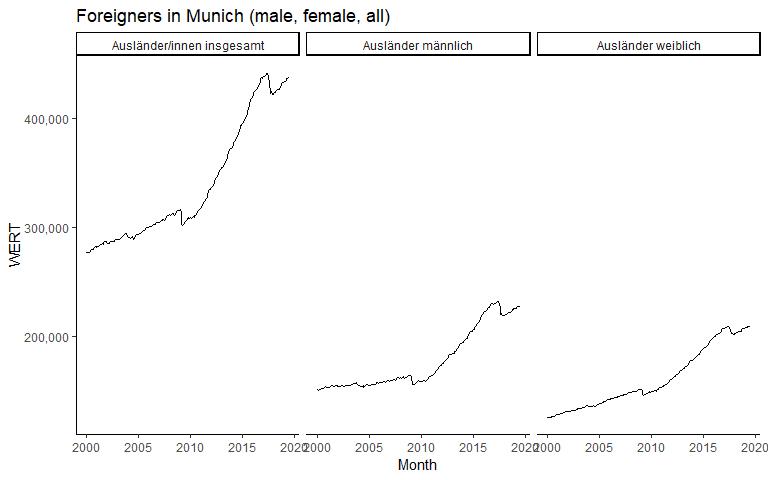 Foreigners in Munich (male, female, all)
Ausländer/innen insgesamt Ausländer männlich Ausländer weiblich
400,000
300,000
200,000
WERT
2000 2005 2010 2015 2020 2000 2005 2010 2015 2020 2000 2005 2010 2015 2020
Month